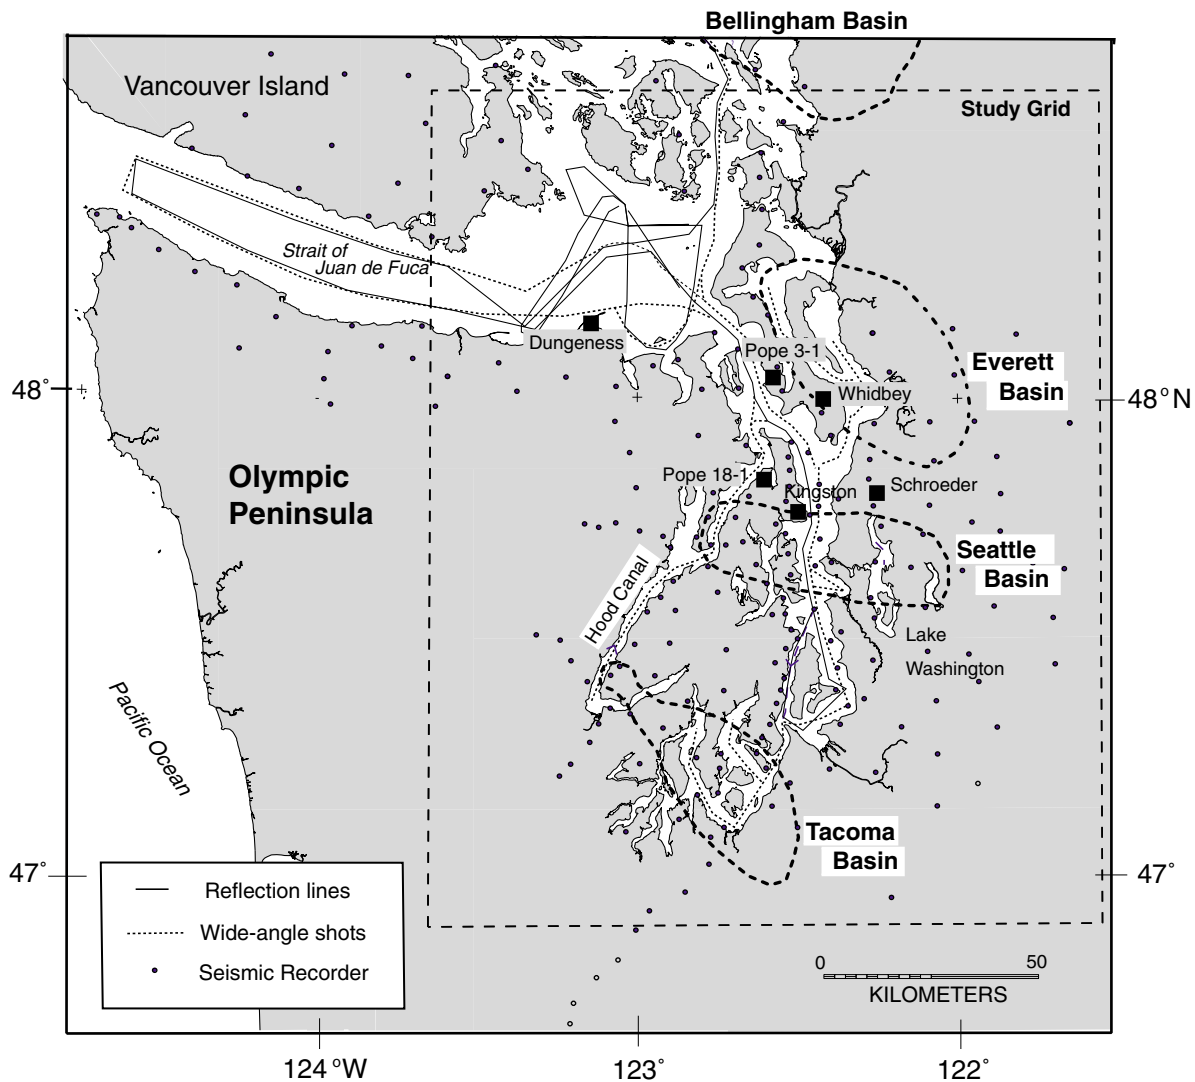 Bellingham Basin
Vancouver Island
Study Grid
Strait of
Juan de Fuca
Dungeness
Pope 3-1
Everett
Basin
48° 
Whidbey
48° N
Olympic
Peninsula
Pope 18-1
Kingston
Schroeder
Seattle
Basin
Hood Canal
Lake
Washington
Pacific Ocean
Tacoma
Basin
47°
47°
Reflection lines
Wide-angle shots
Seismic Recorder
0 50
KILOMETERS
124 °W
123°
122°